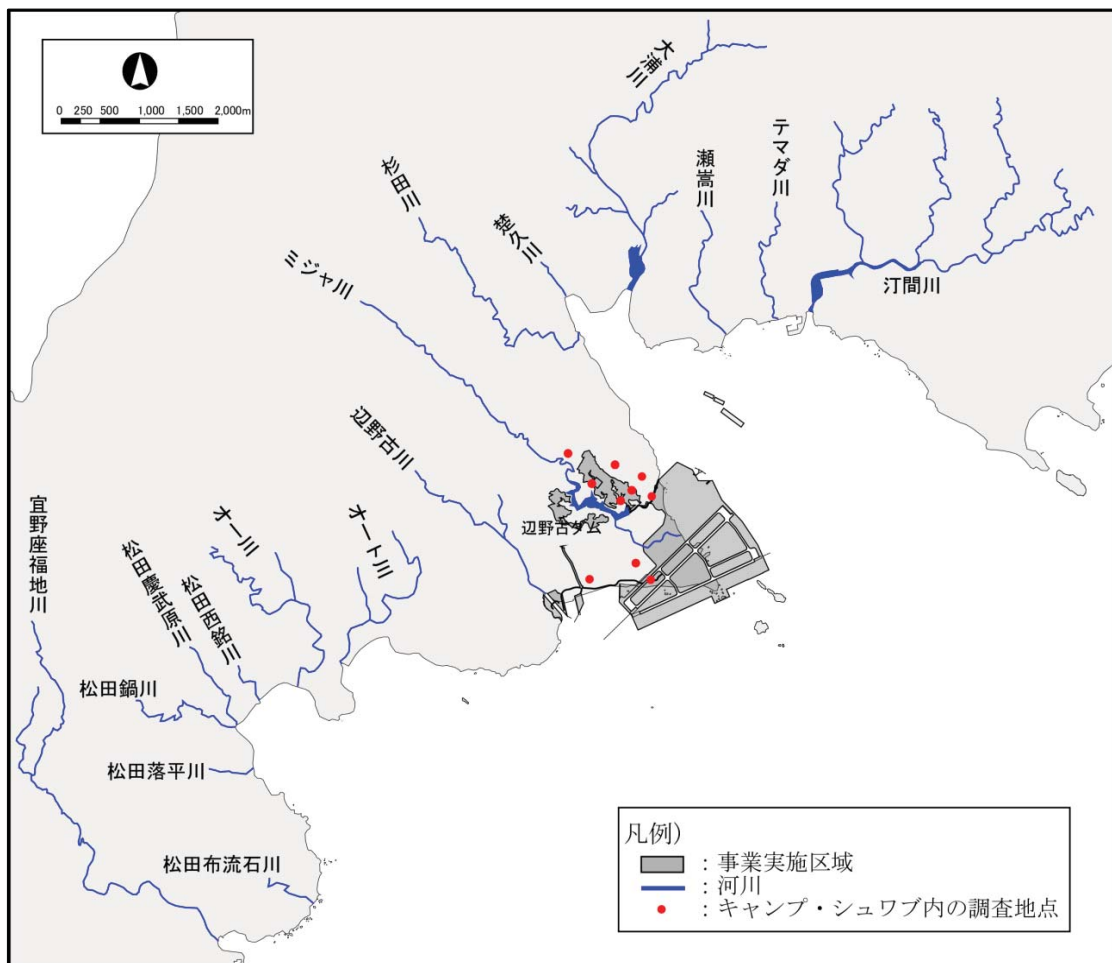 0 250 500 1,000 1,500 2,000m
大浦川
テマダ川
瀬嵩川
杉田川
楚久川
ミジャ川
汀間川
辺野古川
辺野古ダム
宜野座福地川
オー川
オート川
松田慶武原川
松田西銘川
松田鍋川
松田落平川
松田布流石川
凡例)
：事業実施区域
：河川
：キャンプ・シュワブ内の調査地点